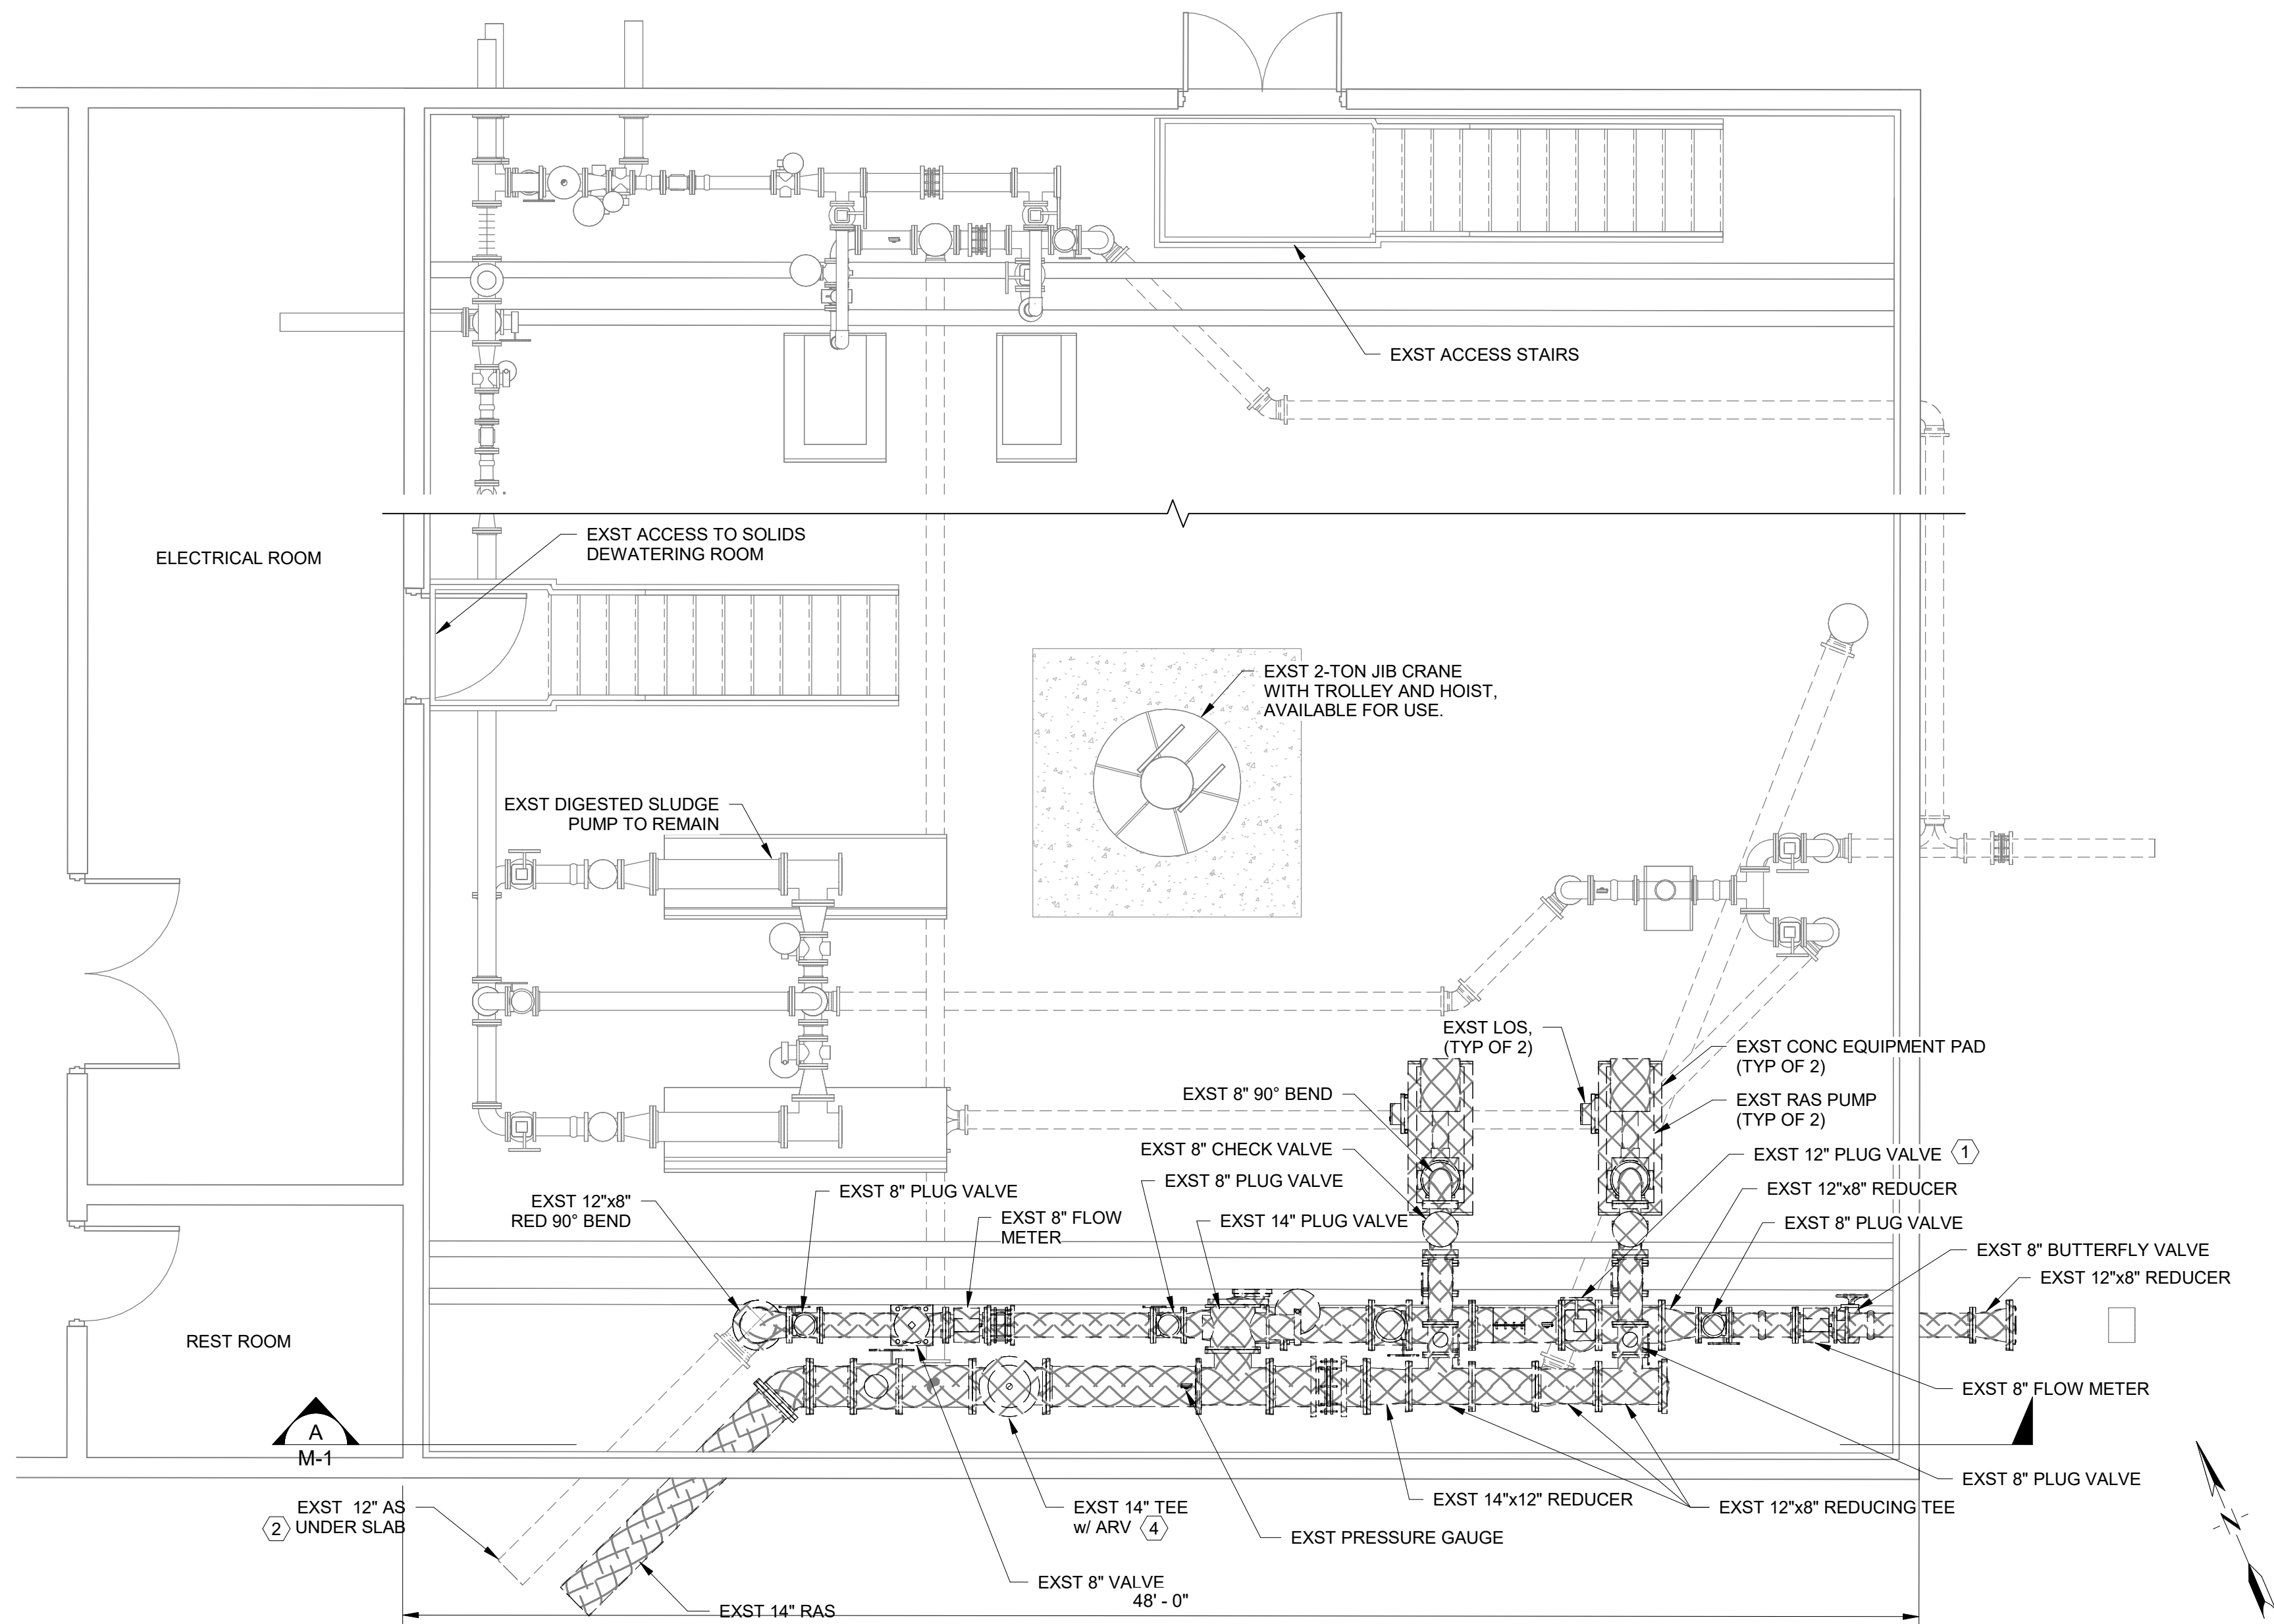 EXST ACCESS STAIRS
EXST ACCESS TO SOLIDS
DEWATERING ROOM
ELECTRICAL ROOM
EXST 2-TON JIB CRANE
WITH TROLLEY AND HOIST,
AVAILABLE FOR USE.
EXST DIGESTED SLUDGE
PUMP TO REMAIN
EXST LOS,
(TYP OF 2)
EXST CONC EQUIPMENT PAD
(TYP OF 2)
EXST 8" 90° BEND
EXST RAS PUMP
(TYP OF 2)
EXST 8" CHECK VALVE
EXST 12" PLUG VALVE 1
EXST 8" PLUG VALVE
EXST 12"x8" REDUCER
EXST 8" PLUG VALVE
EXST 12"x8"
RED 90° BEND
EXST 8" FLOW
METER
EXST 14" PLUG VALVE
EXST 8" PLUG VALVE
EXST 8" BUTTERFLY VALVE
EXST 12"x8" REDUCER
REST ROOM
EXST 8" FLOW METER
A
M-1
EXST 8" PLUG VALVE
EXST 12" AS
2 UNDER SLAB
EXST 14" TEE
w/ ARV 4
EXST 14"x12" REDUCER
EXST 12"x8" REDUCING TEE
EXST PRESSURE GAUGE
EXST 8" VALVE
48' - 0"
EXST 14" RAS
N